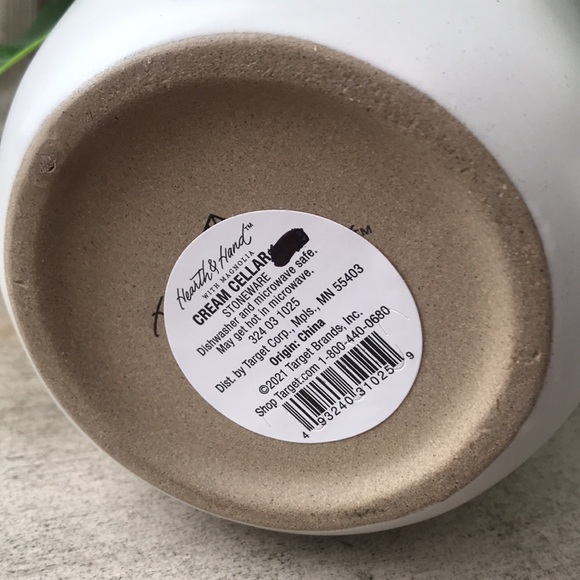 Hearth & Hand™
WITH MAGNOLIA
CREAM CELLAR
STONEWARE
Dishwasher and microwave safe.
May get hot in microwave.
324 03 1025
Dist. by Target Corp., Mpls., MN 55403
Origin: China
©2021 Target Brands, Inc.
Shop Target.com 1-800-440-0680
4 93240 31025 9
™